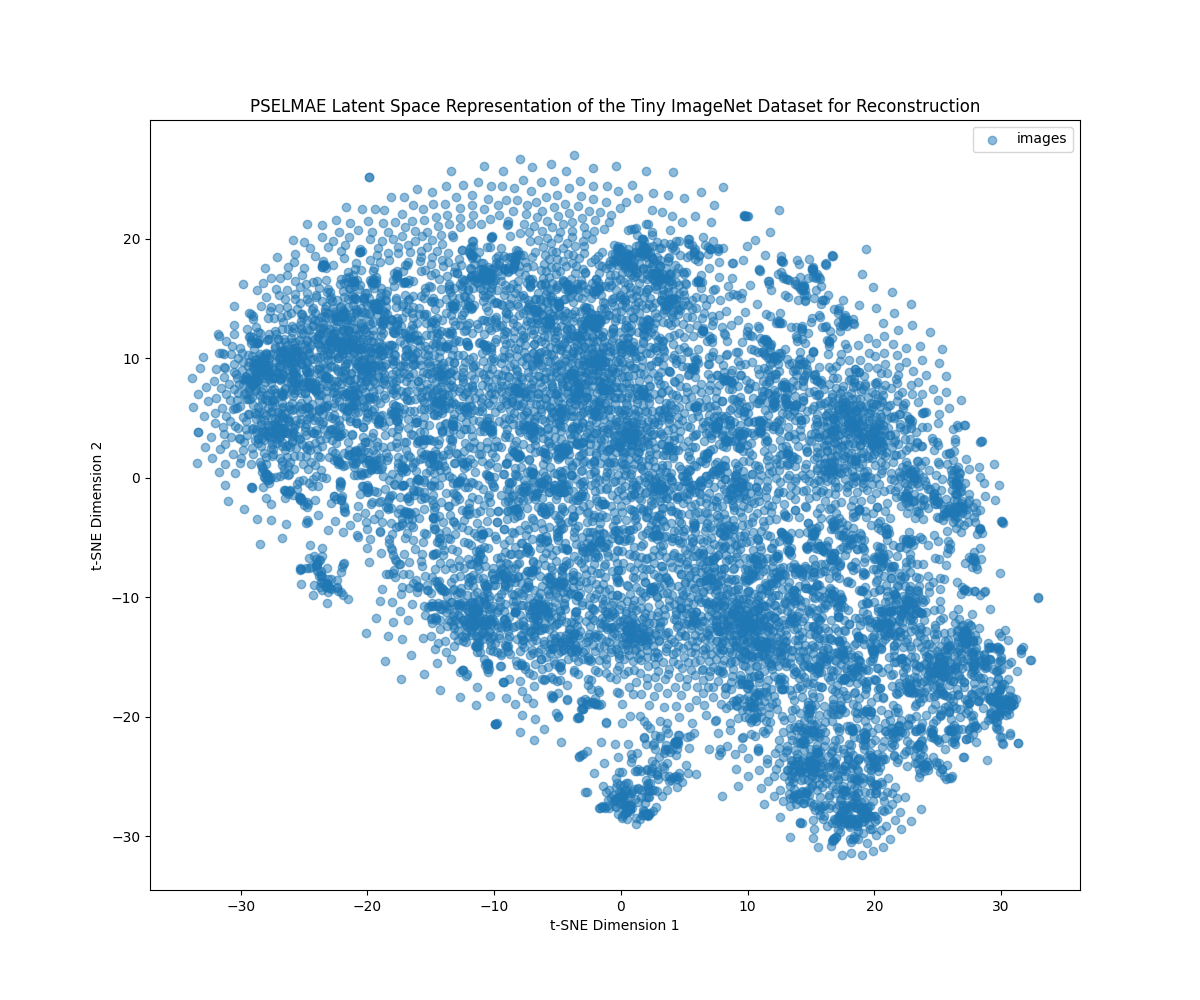 PSELMAE Latent Space Representation of the Tiny ImageNet Dataset for Reconstruction
images
20
10
0
−10
−20
−30
t-SNE Dimension 2
−30 −20 −10 0 10 20 30
t-SNE Dimension 1